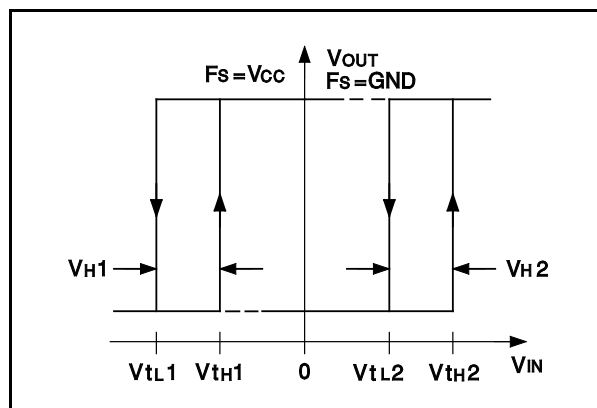 VOUT
Fs=VCC Fs=GND
VH1 VH2
VtL1 VtH1 0 VtL2 VtH2 VIN